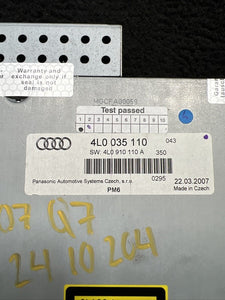 Warranty and
exchange only if
seal is not
damaged
HGCFA00059
Test passed
1 2 3 4 5 6 7 8 9 10
4L0 035 110 043
SW: 4L0 910 110 A 350
Panasonic Automotive Systems Czech, s.r.o. 0295 22.03.2007
PM6 Made in Czech
07 Q7
24 10 204